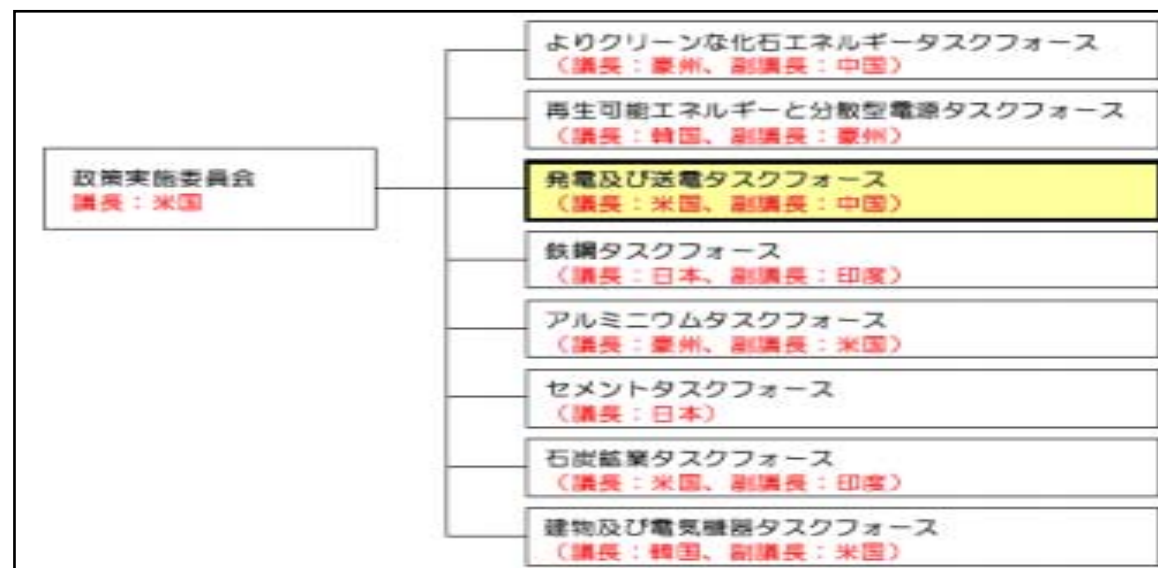 政策実施委員会
議長：米国
よりクリーンな化石エネルギータスクフォース
（議長：豪州、副議長：中国）
再生可能エネルギーと分散型電源タスクフォース
（議長：韓国、副議長：豪州）
発電及び送電タスクフォース
（議長：米国、副議長：中国）
鉄鋼タスクフォース
（議長：日本、副議長：印度）
アルミニウムタスクフォース
（議長：豪州、副議長：米国）
セメントタスクフォース
（議長：日本）
石炭鉱業タスクフォース
（議長：米国、副議長：印度）
建物及び電気機器タスクフォース
（議長：韓国、副議長：米国）